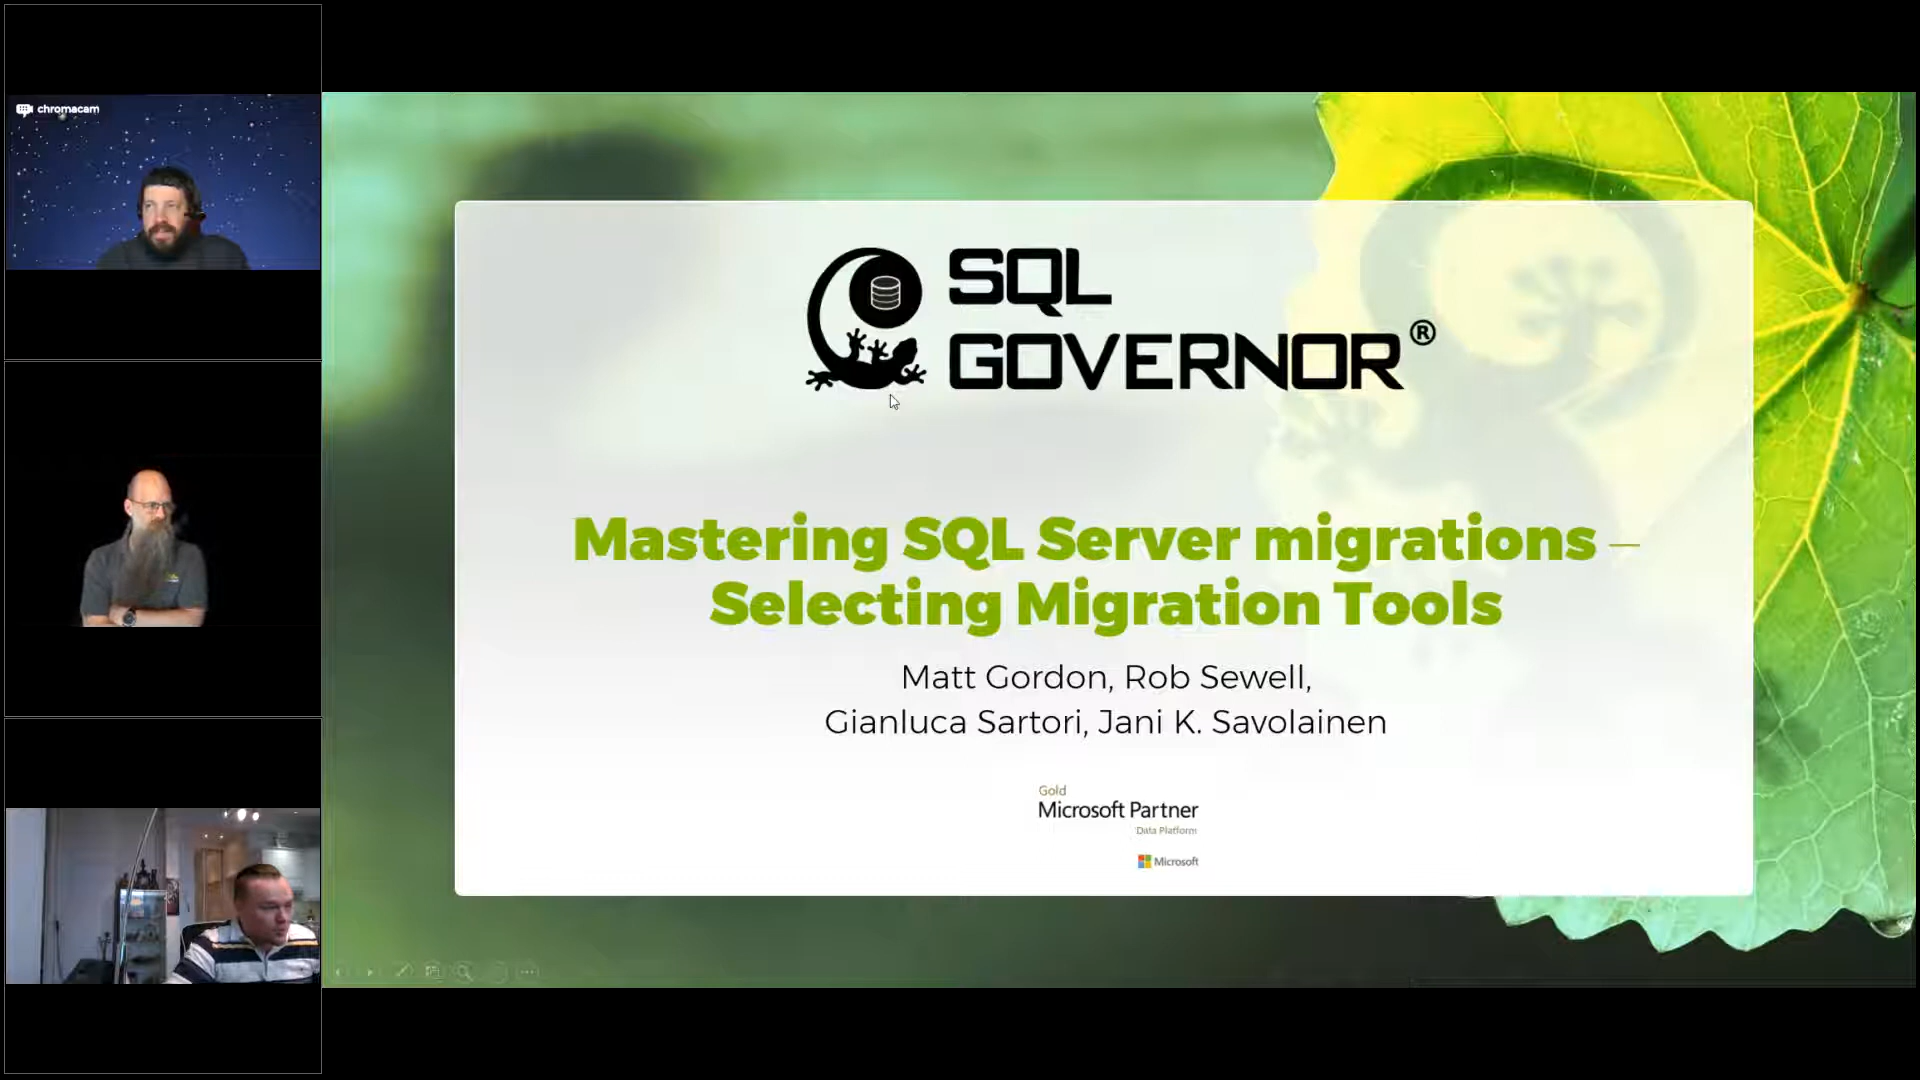 chromacam
SQL
GOVERNOR®
Mastering SQL Server migrations –
Selecting Migration Tools
Matt Gordon, Rob Sewell,
Gianluca Sartori, Jani K. Savolainen
Gold
Microsoft Partner
Data Platform
Microsoft